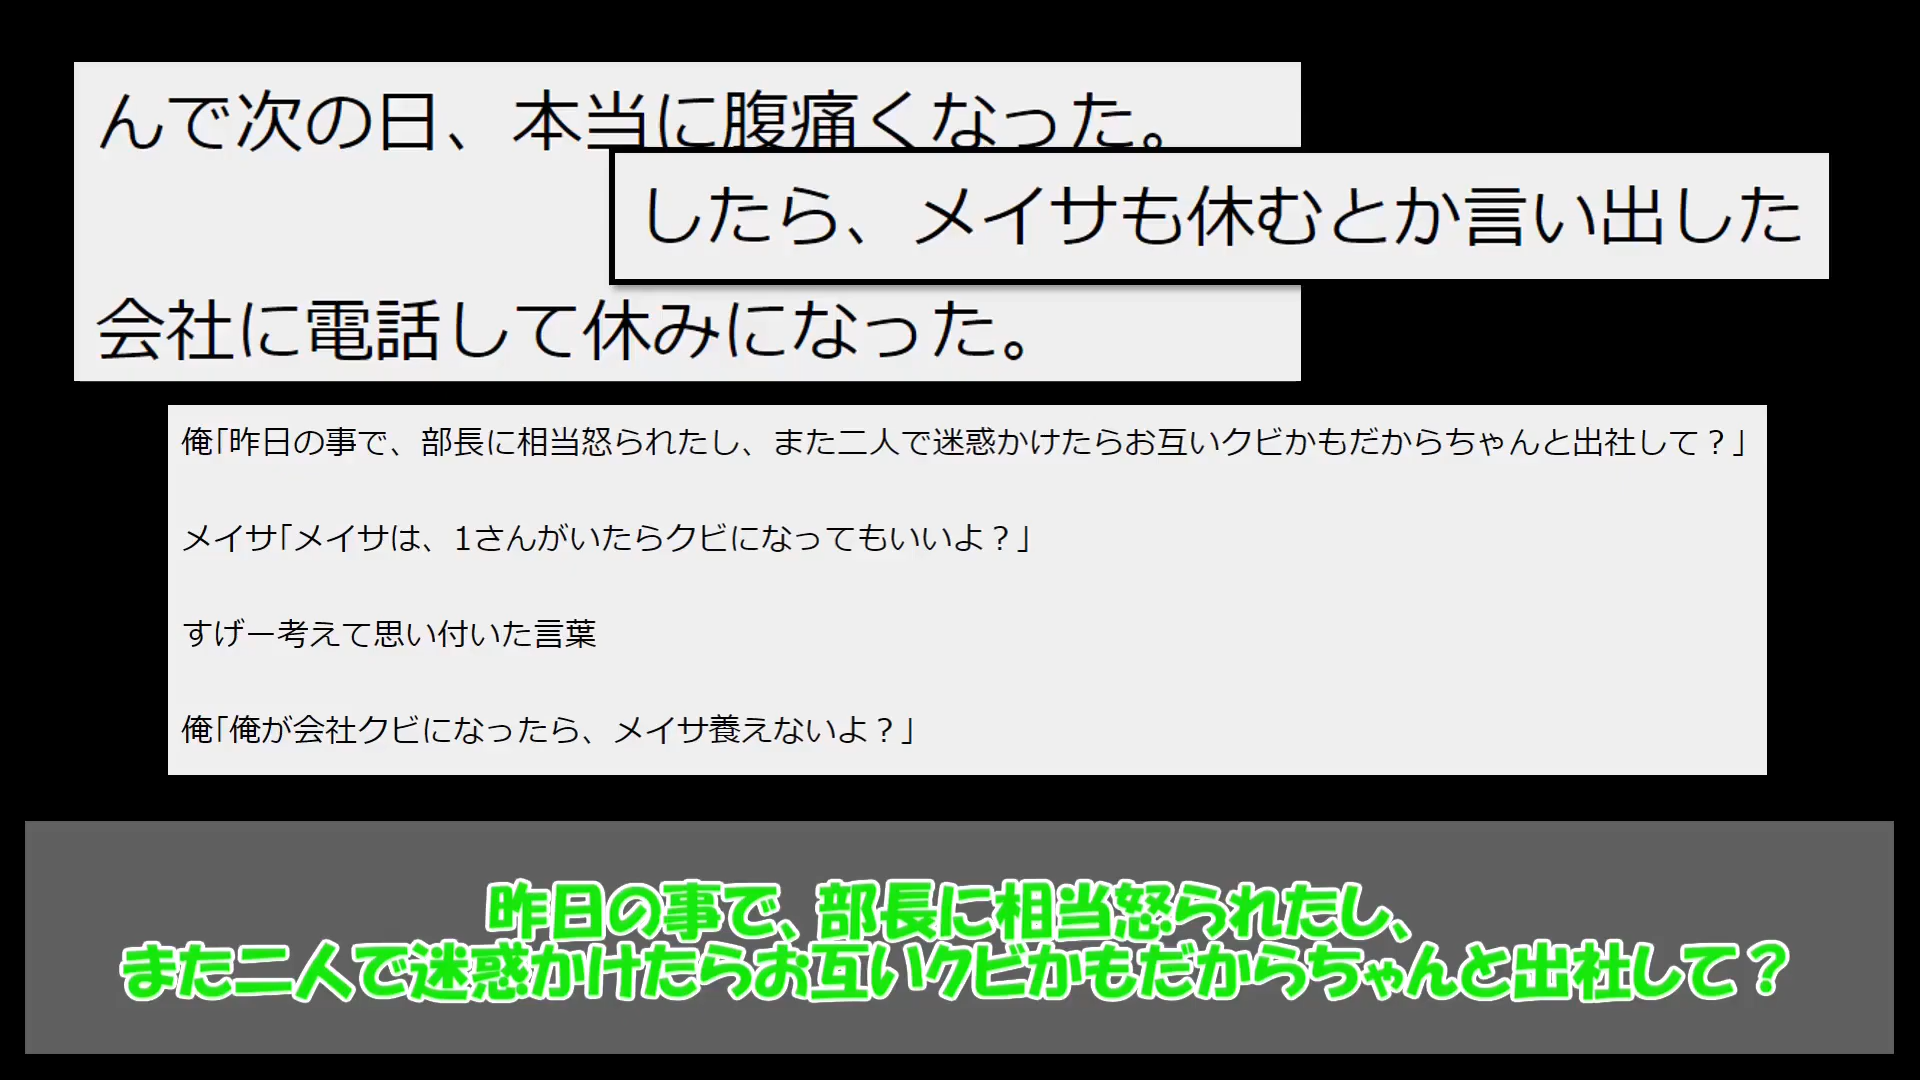 んで次の日、本当に腹痛くなった。
したら、メイサも休むとか言い出した
会社に電話して休みになった。
俺｢昨日の事で、部長に相当怒られたし、また二人で迷惑かけたらお互いクビかもだからちゃんと出社して？｣
メイサ｢メイサは、1さんがいたらクビになってもいいよ？｣
すげー考えて思い付いた言葉
俺｢俺が会社クビになったら、メイサ養えないよ？｣
昨日の事で、部長に相当怒られたし、
また二人で迷惑かけたらお互いクビかもだからちゃんと出社して？